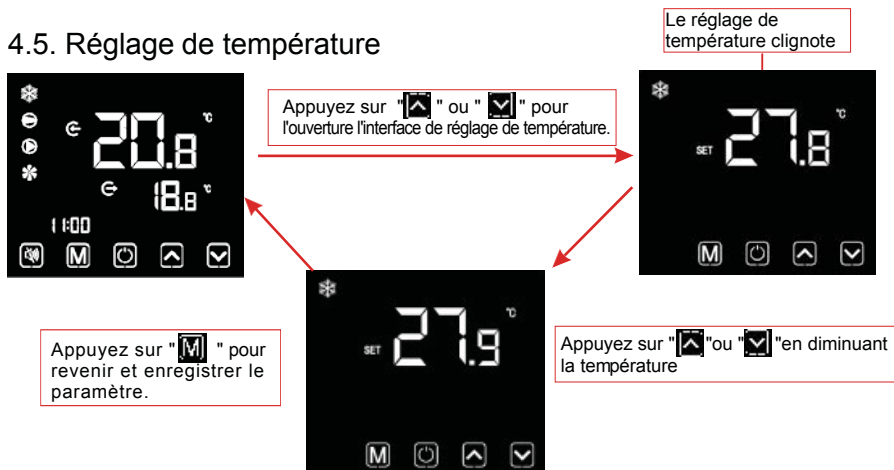 4.5. Réglage de température
Le réglage de
température clignote
20.8 °C
18.8 °C
11:00
M
Appuyez sur " " ou " " pour
l'ouverture l'interface de réglage de température.
SET 27.8 °C
M
Appuyez sur " "ou " "en diminuant
la température
SET 27.9 °C
M
Appuyez sur "M " pour
revenir et enregistrer le
paramètre.